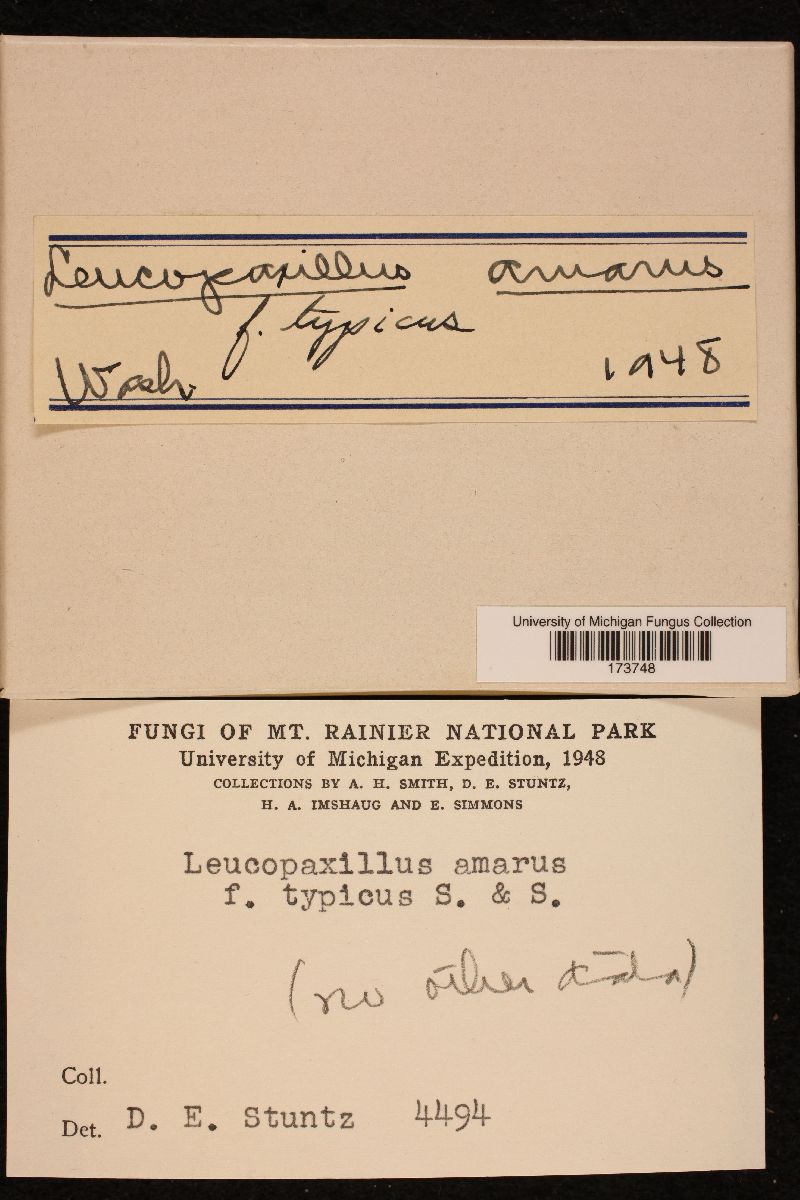 Leucopaxillus amarus
f. typicus
Wash. 1948
University of Michigan Fungus Collection
173748
FUNGI OF MT. RAINIER NATIONAL PARK
University of Michigan Expedition, 1948
COLLECTIONS BY A. H. SMITH, D. E. STUNTZ,
H. A. IMSHAUG AND E. SIMMONS
Leucopaxillus amarus
f. typicus S. & S.
(no other data)
Coll.
Det. D. E. Stuntz 4494